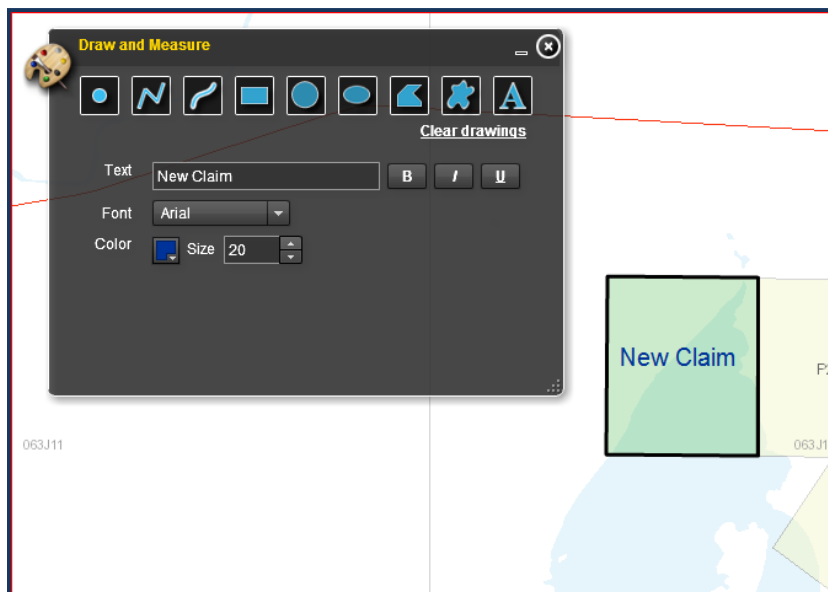 Draw and Measure
A
Clear drawings
Text New Claim B I U
Font Arial
Color Size 20
New Claim
063J11
063J1